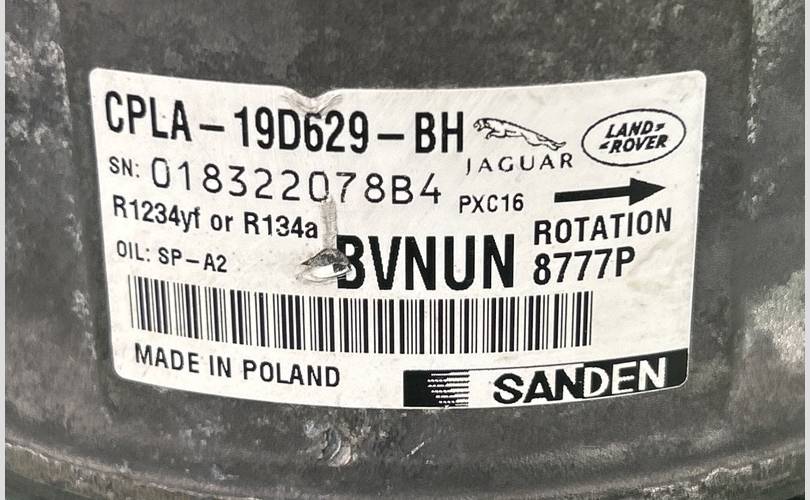 CPLA-19D629-BH
JAGUAR
LAND-
-ROVER
SN: 018322078B4
PXC16
R1234yf or R134a
ROTATION
OIL: SP-A2
BVNUN
8777P
MADE IN POLAND
SANDEN